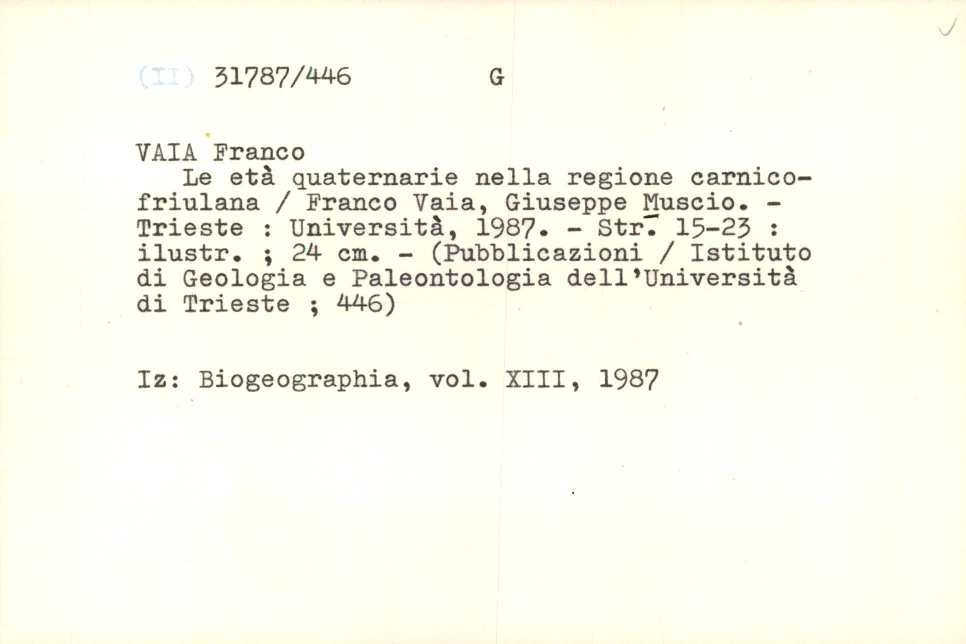 (II) 31787/446 G
VAIA Franco
Le età quaternarie nella regione carnico-
friulana / Franco Vaia, Giuseppe Muscio. -
Trieste : Università, 1987. - Str. 15-23 :
ilustr. ; 24 cm. - (Pubblicazioni / Istituto
di Geologia e Paleontologia dell'Università
di Trieste ; 446)
Iz: Biogeographia, vol. XIII, 1987